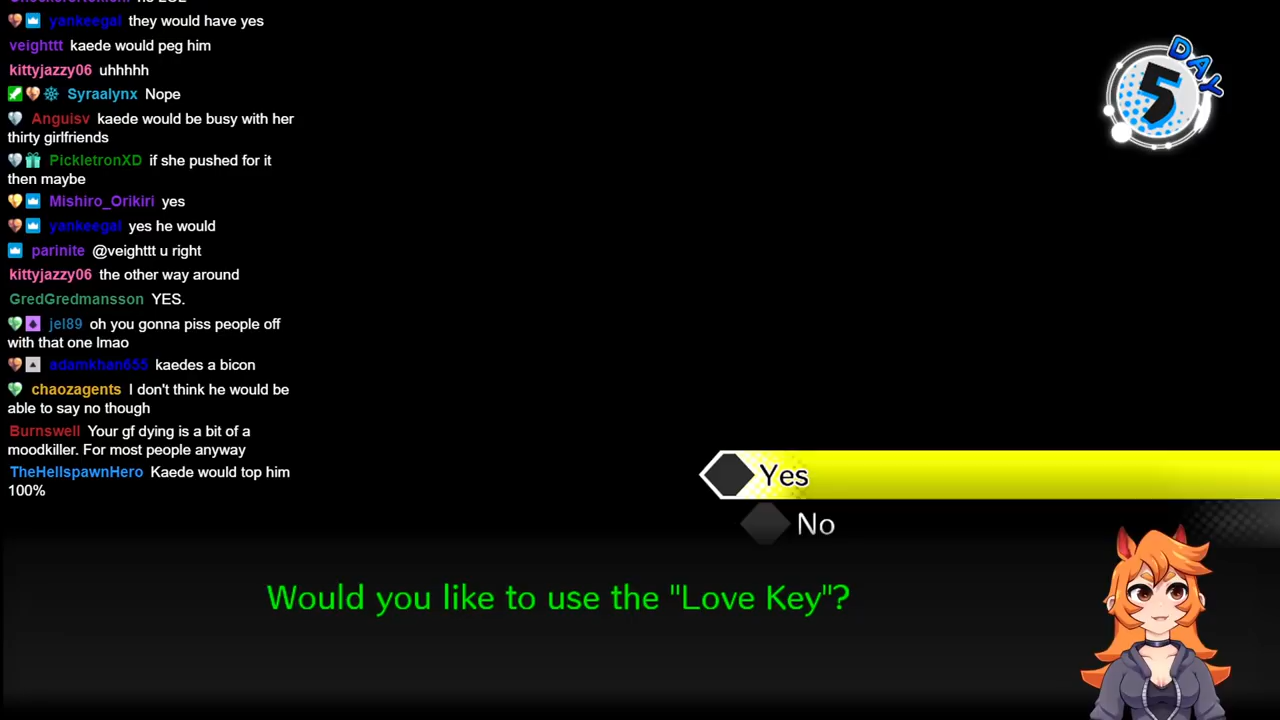 yankeegal they would have yes
veighttt kaede would peg him
kittyjazzy06 uhhhhh
Syraalynx Nope
Anguisv kaede would be busy with her
thirty girlfriends
PickletronXD if she pushed for it
then maybe
Mishiro_Orikiri yes
yankeegal yes he would
parinite @veighttt u right
kittyjazzy06 the other way around
GredGredmansson YES.
jel89 oh you gonna piss people off
with that one lmao
adamkhan655 kaedes a bicon
chaozagents I don't think he would be
able to say no though
Burnswell Your gf dying is a bit of a
moodkiller. For most people anyway
TheHellspawnHero Kaede would top him
100%
DAY
5
Yes
No
Would you like to use the "Love Key"?